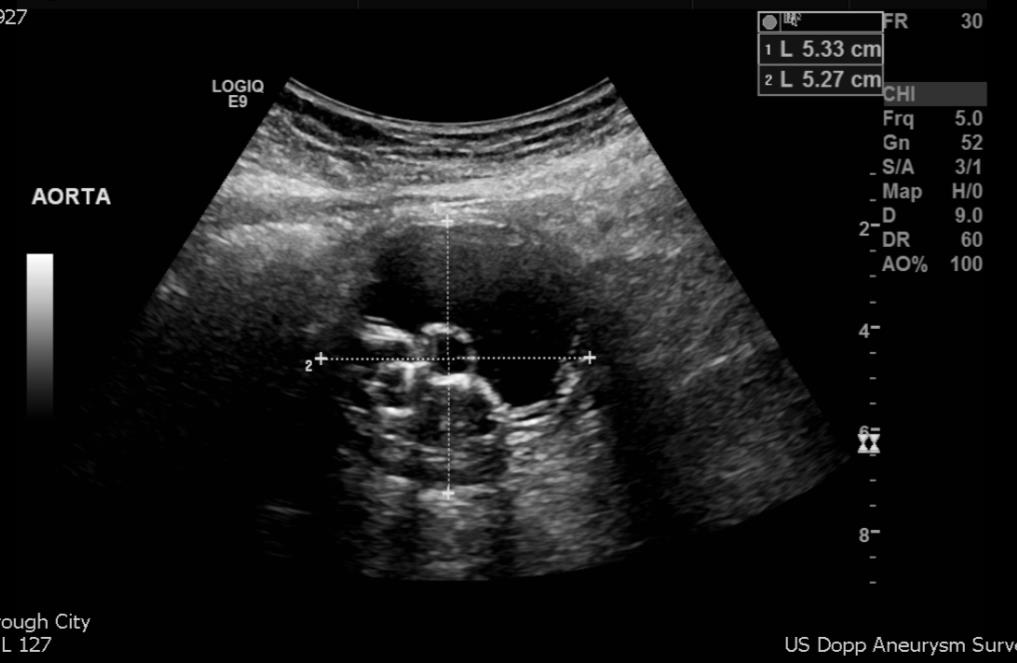 927
1 L 5.33 cm
2 L 5.27 cm
FR 30
LOGIQ
E9
CHI
Frq 5.0
Gn 52
S/A 3/1
Map H/0
D 9.0
DR 60
AO% 100
AORTA
2
4
2
6
8
rough City
L 127
US Dopp Aneurysm Surve